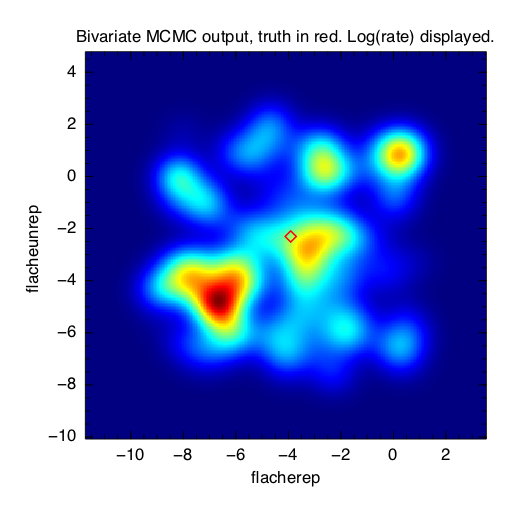 Bivariate MCMC output, truth in red. Log(rate) displayed.
4
2
0
−2
−4
−6
−8
−10
flacheunrep
−10 −8 −6 −4 −2 0 2
flacherep